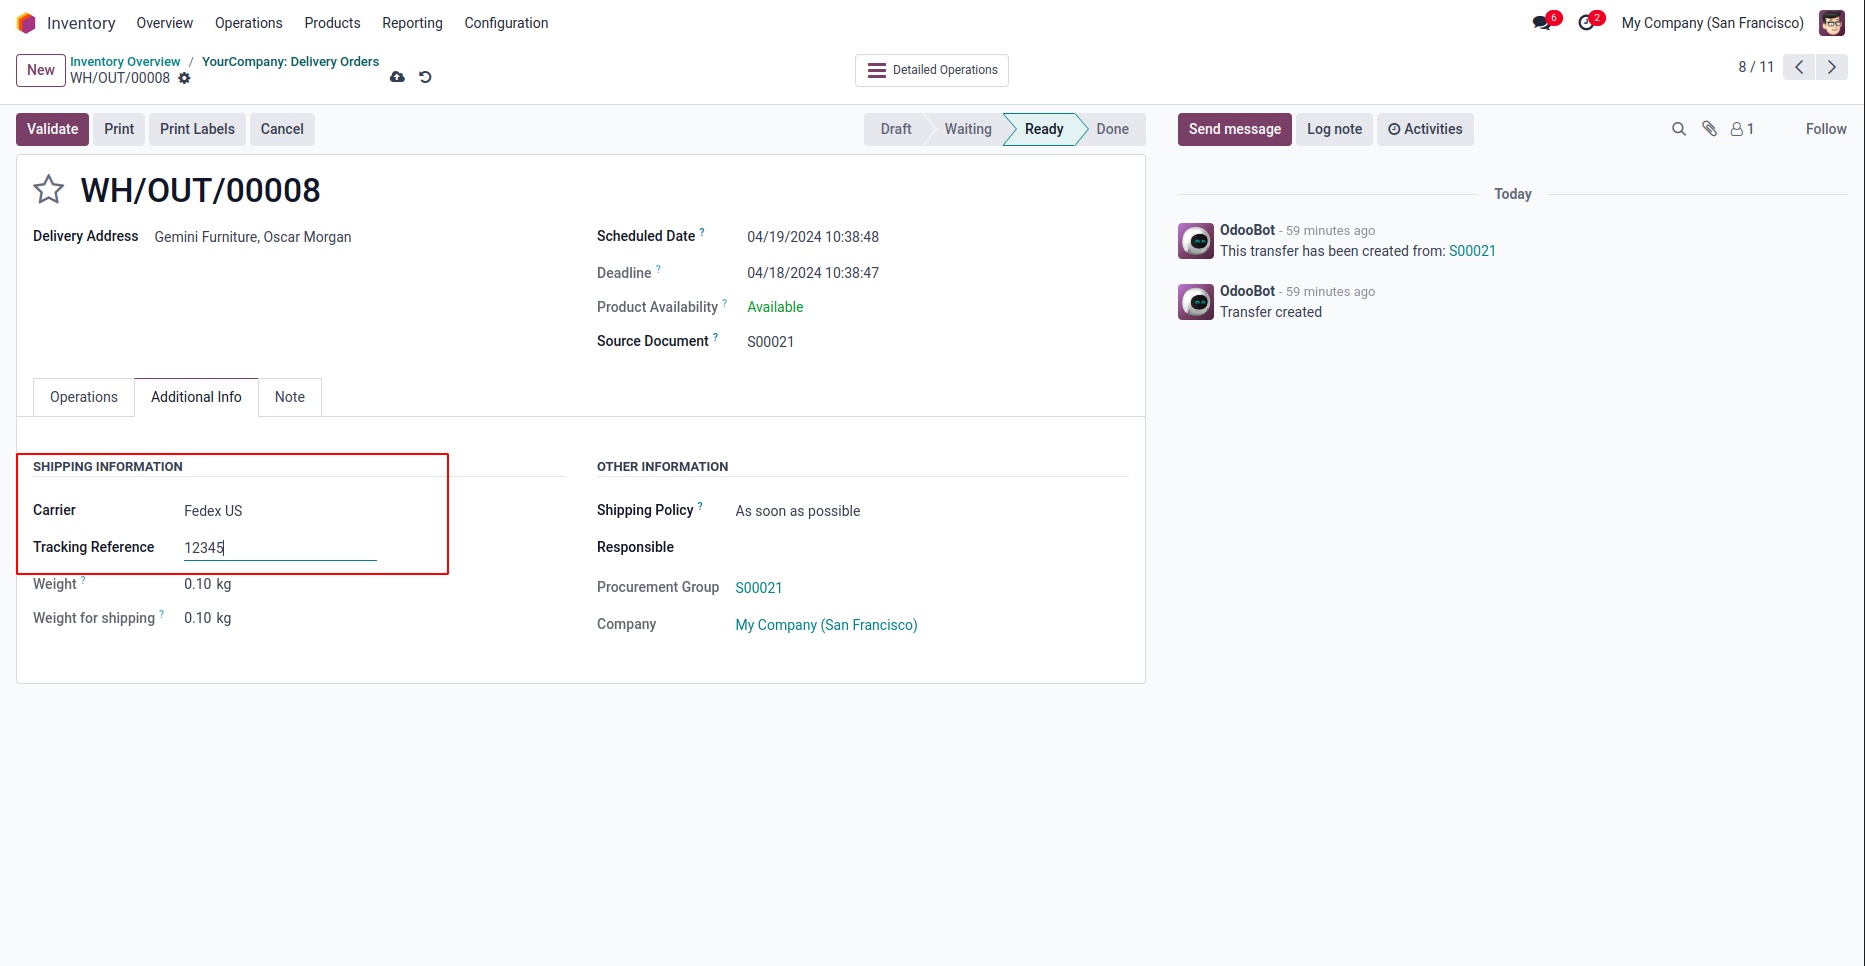 Inventory Overview Operations Products Reporting Configuration 6 2 My Company (San Francisco)
New Inventory Overview / YourCompany: Delivery Orders
WH/OUT/00008
Detailed Operations
8 / 11
Validate Print Print Labels Cancel Draft Waiting Ready Done
Send message Log note Activities 1 Follow
WH/OUT/00008
Delivery Address Gemini Furniture, Oscar Morgan
Scheduled Date ? 04/19/2024 10:38:48
Deadline ? 04/18/2024 10:38:47
Product Availability ? Available
Source Document ? S00021
Operations Additional Info Note
SHIPPING INFORMATION
Carrier Fedex US
Tracking Reference 12345
Weight ? 0.10 kg
Weight for shipping ? 0.10 kg
OTHER INFORMATION
Shipping Policy ? As soon as possible
Responsible
Procurement Group S00021
Company My Company (San Francisco)
Today
OdooBot - 59 minutes ago
This transfer has been created from: S00021
OdooBot - 59 minutes ago
Transfer created